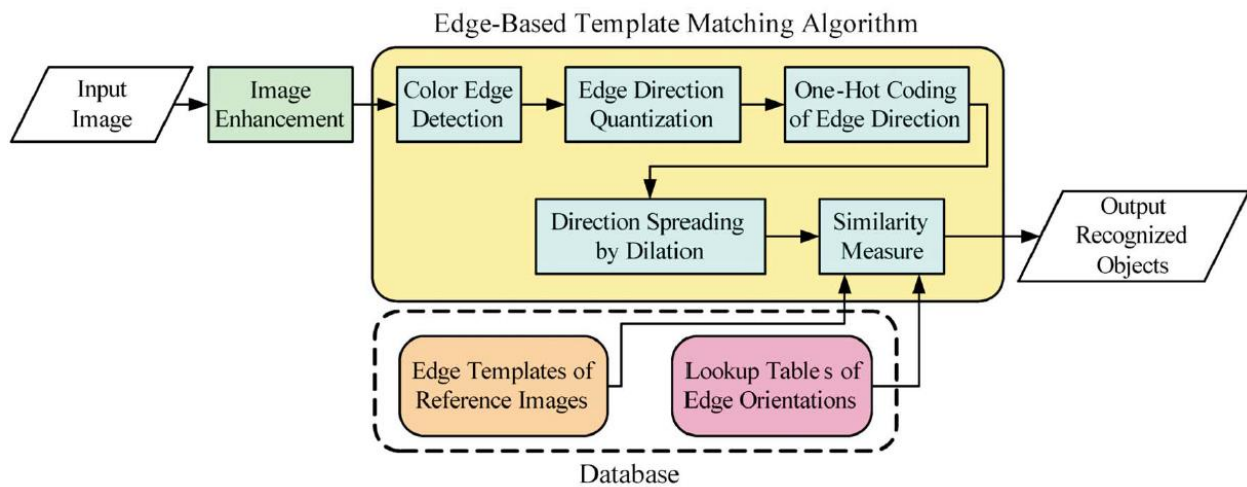 Edge-Based Template Matching Algorithm
Input
Image
Image
Enhancement
Color Edge
Detection
Edge Direction
Quantization
One-Hot Coding
of Edge Direction
Direction Spreading
by Dilation
Similarity
Measure
Output
Recognized
Objects
Edge Templates of
Reference Images
Lookup Tables of
Edge Orientations
Database